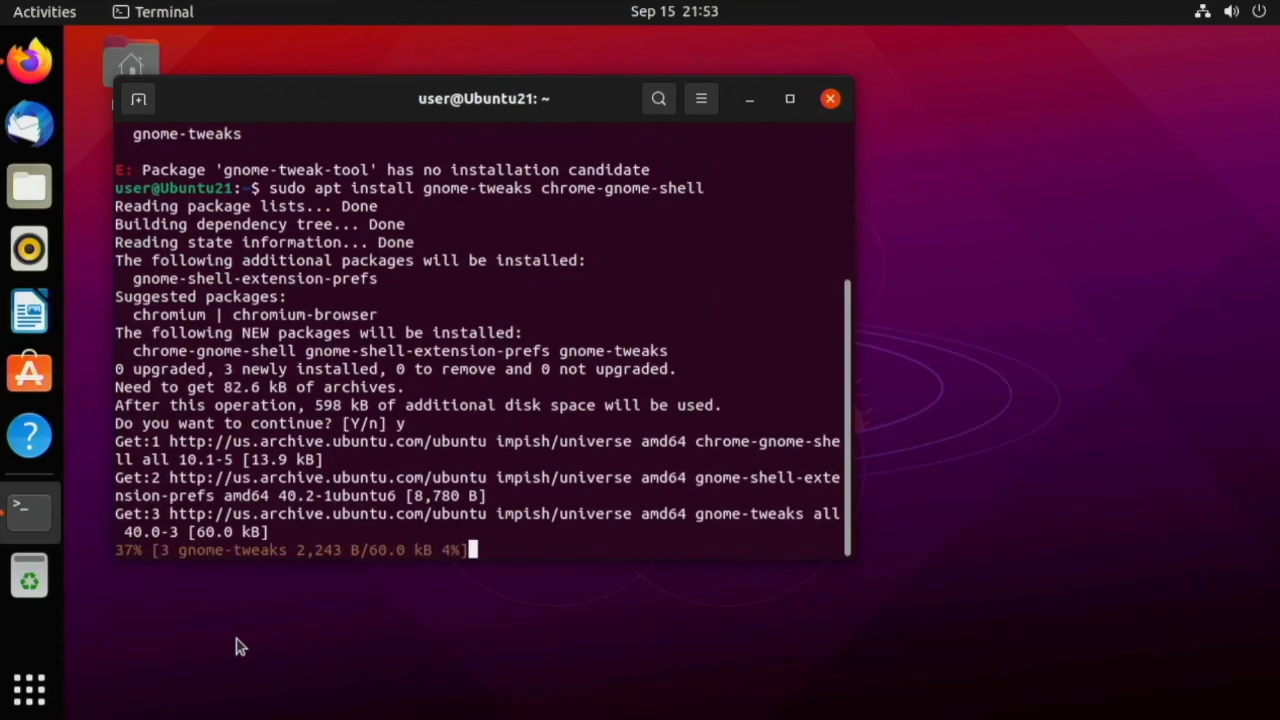 Activities
Terminal
Sep 15 21:53
user@Ubuntu21: ~
gnome-tweaks
E: Package 'gnome-tweak-tool' has no installation candidate
user@Ubuntu21:~$ sudo apt install gnome-tweaks chrome-gnome-shell
Reading package lists... Done
Building dependency tree... Done
Reading state information... Done
The following additional packages will be installed:
gnome-shell-extension-prefs
Suggested packages:
chromium | chromium-browser
The following NEW packages will be installed:
chrome-gnome-shell gnome-shell-extension-prefs gnome-tweaks
0 upgraded, 3 newly installed, 0 to remove and 0 not upgraded.
Need to get 82.6 kB of archives.
After this operation, 598 kB of additional disk space will be used.
Do you want to continue? [Y/n] y
Get:1 http://us.archive.ubuntu.com/ubuntu impish/universe amd64 chrome-gnome-she
ll all 10.1-5 [13.9 kB]
Get:2 http://us.archive.ubuntu.com/ubuntu impish/universe amd64 gnome-shell-exte
nsion-prefs amd64 40.2-1ubuntu6 [8,780 B]
Get:3 http://us.archive.ubuntu.com/ubuntu impish/universe amd64 gnome-tweaks all
40.0-3 [60.0 kB]
37% [3 gnome-tweaks 2,243 B/60.0 kB 4%]